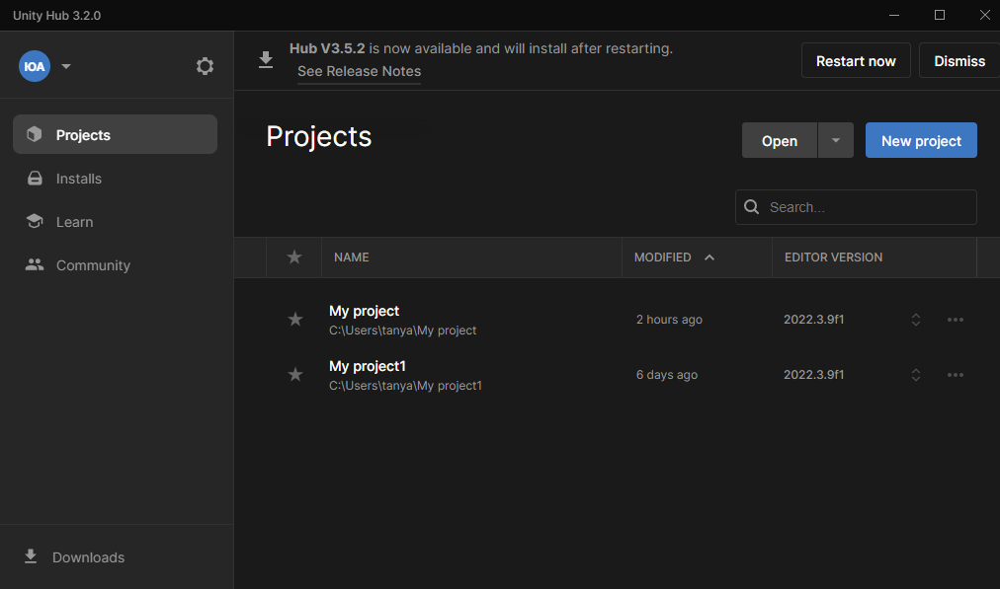 Unity Hub 3.2.0
IOA
Hub V3.5.2 is now available and will install after restarting.
See Release Notes
Restart now
Dismiss
Projects
Installs
Learn
Community
Downloads
Projects
Open
New project
Search...
NAME
MODIFIED
EDITOR VERSION
My project
C:\Users\tanya\My project
2 hours ago
2022.3.9f1
My project1
C:\Users\tanya\My project1
6 days ago
2022.3.9f1